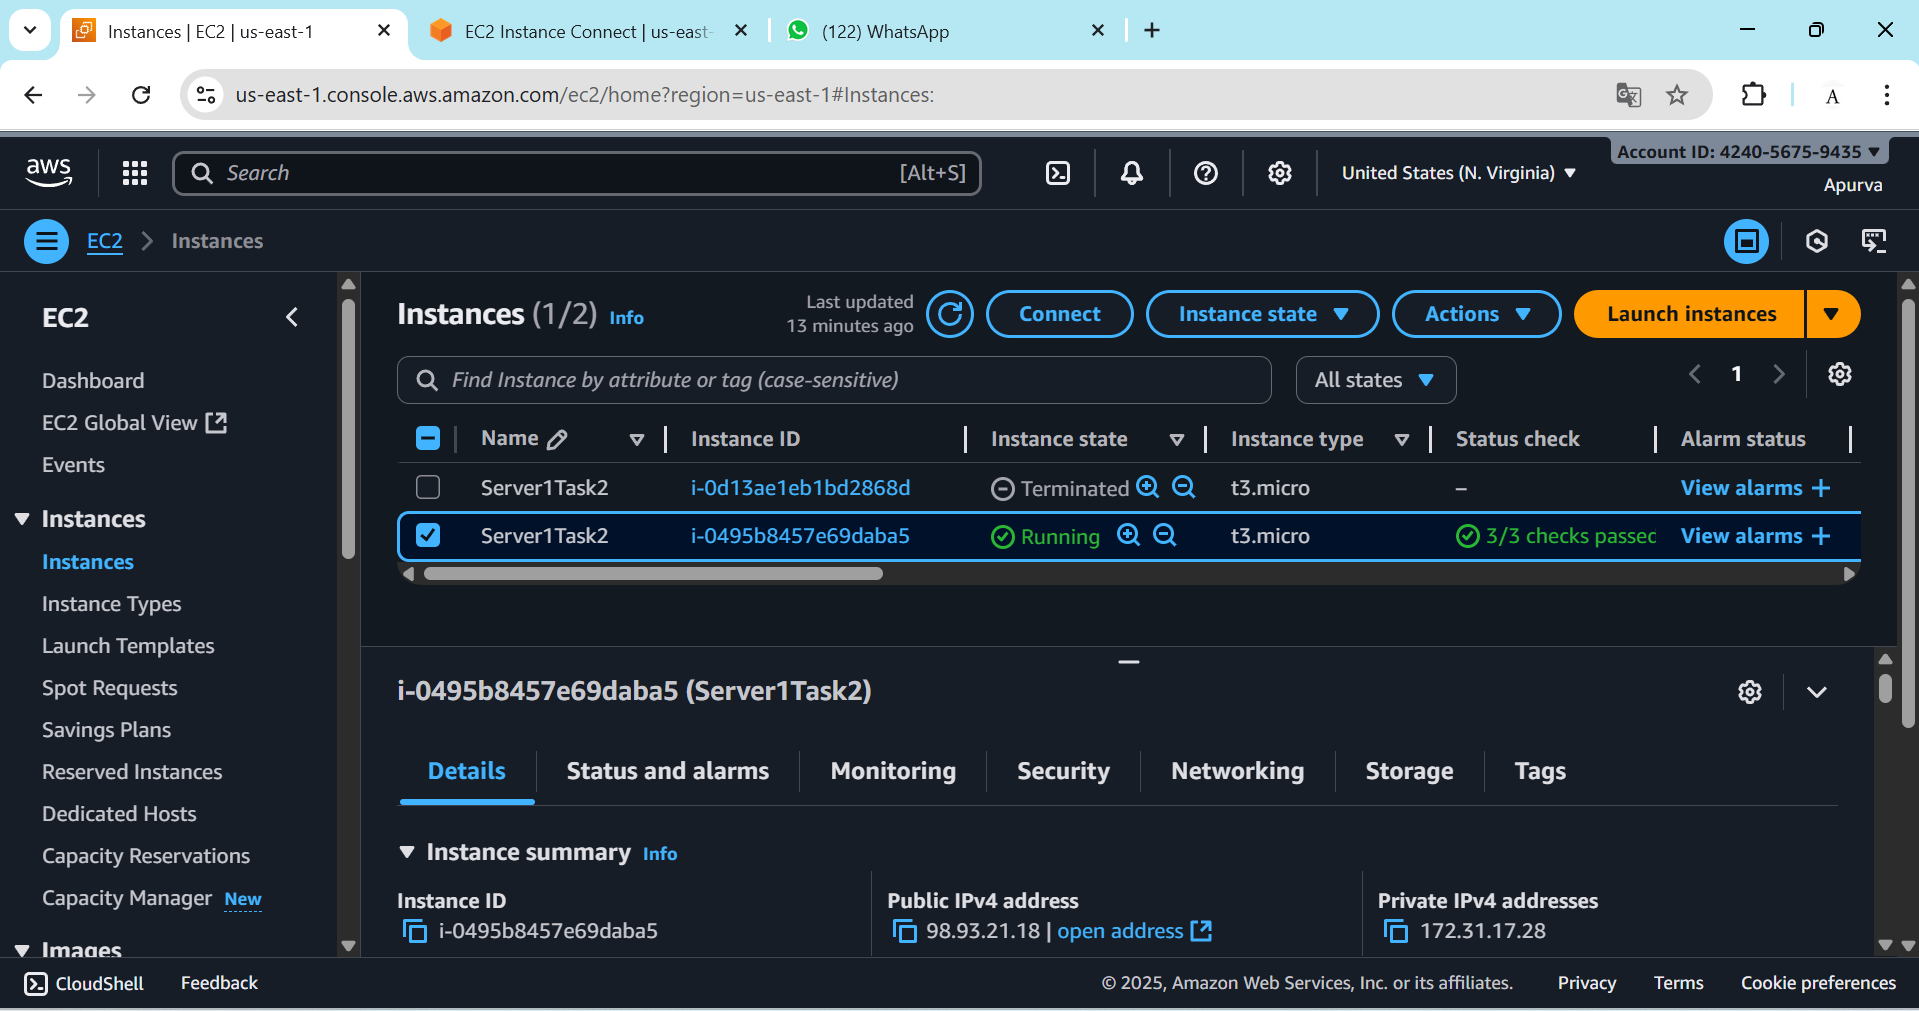 Instances | EC2 | us-east-1
EC2 Instance Connect | us-east-
(122) WhatsApp
us-east-1.console.aws.amazon.com/ec2/home?region=us-east-1#Instances:
A
aws
Search
[Alt+S]
United States (N. Virginia)
Account ID: 4240-5675-9435
Apurva
EC2
Instances
EC2
Dashboard
EC2 Global View
Events
Instances
Instances
Instance Types
Launch Templates
Spot Requests
Savings Plans
Reserved Instances
Dedicated Hosts
Capacity Reservations
Capacity Manager New
Images
Instances (1/2) Info
Last updated
13 minutes ago
Connect
Instance state
Actions
Launch instances
Find Instance by attribute or tag (case-sensitive)
All states
1
Name Instance ID Instance state Instance type Status check Alarm status
Server1Task2 i-0d13ae1eb1bd2868d Terminated t3.micro – View alarms +
Server1Task2 i-0495b8457e69daba5 Running t3.micro 3/3 checks passec View alarms +
i-0495b8457e69daba5 (Server1Task2)
Details Status and alarms Monitoring Security Networking Storage Tags
Instance summary Info
Instance ID
i-0495b8457e69daba5
Public IPv4 address
98.93.21.18 | open address
Private IPv4 addresses
172.31.17.28
CloudShell Feedback © 2025, Amazon Web Services, Inc. or its affiliates. Privacy Terms Cookie preferences